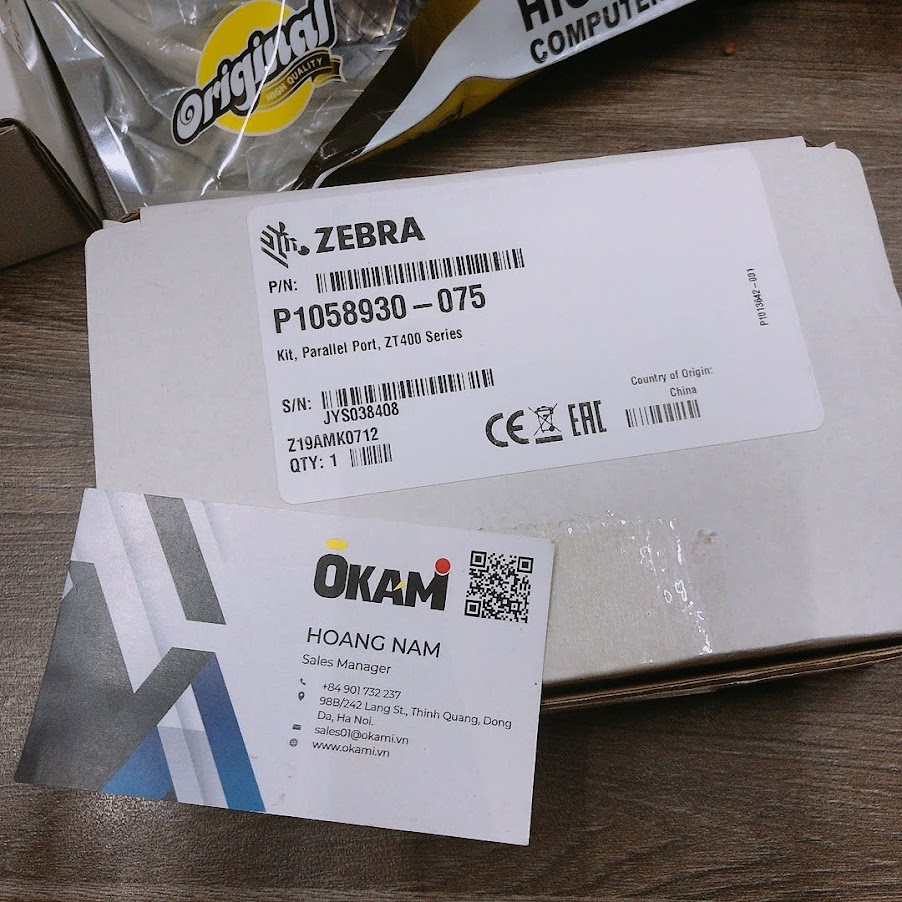 Original
HIGH QUALITY
COMPUTER
ZEBRA
P/N:
P1058930-075
Kit, Parallel Port, ZT400 Series
P1013642-001
S/N:
JYS038408
Z19AMK0712
QTY: 1
CE
EAC
Country of Origin:
China
OKAMI
HOANG NAM
Sales Manager
+84 901 732 237
98B/242 Lang St., Thinh Quang, Dong
Da, Ha Noi.
sales01@okami.vn
www.okami.vn